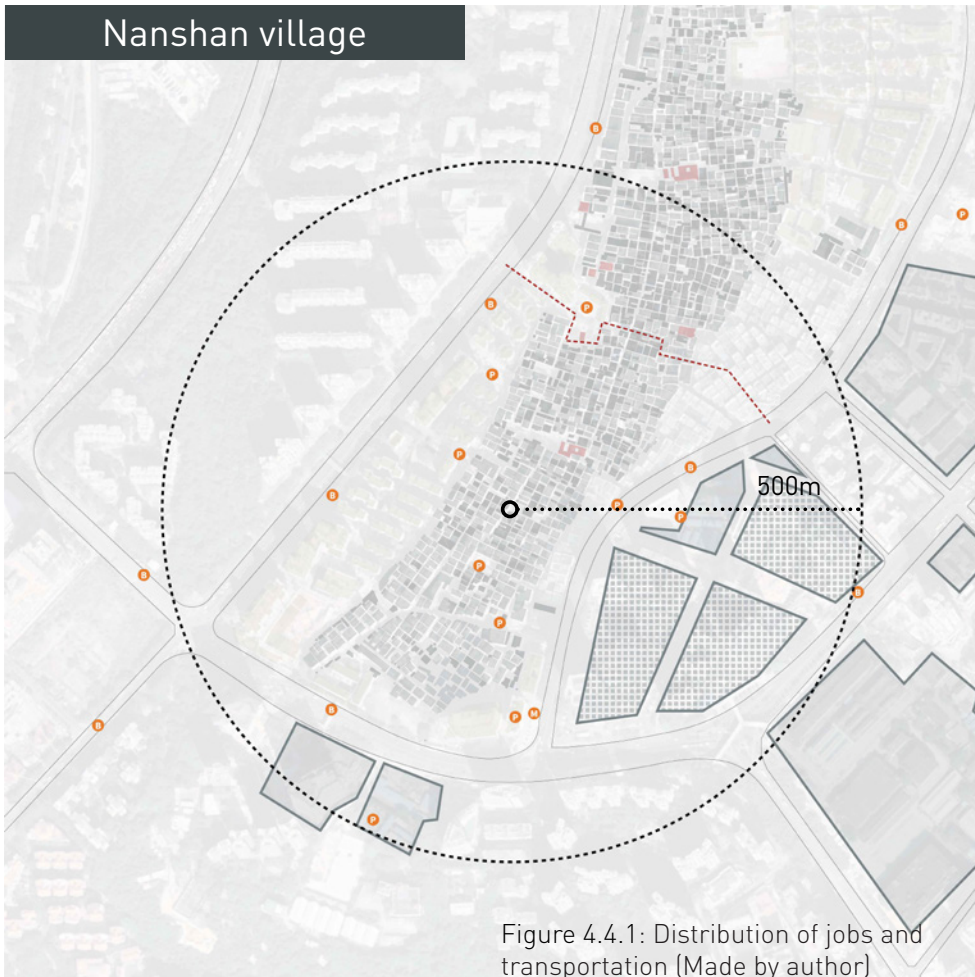 Nanshan village
B
P
B
B
P
P
P
B
B
500m
P
P
P
B
B
P
B
P
M
B
P
Figure 4.4.1: Distribution of jobs and
transportation (Made by author)